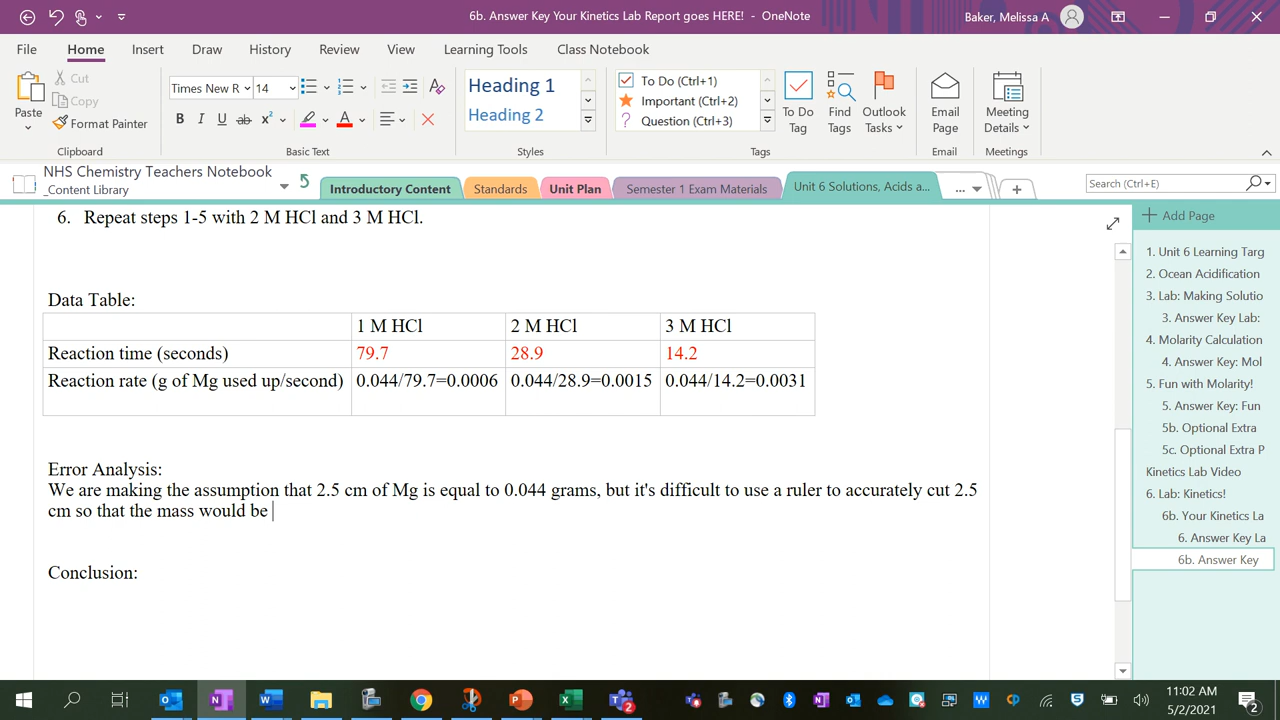 6b. Answer Key Your Kinetics Lab Report goes HERE! - OneNote
Baker, Melissa A
File Home Insert Draw History Review View Learning Tools Class Notebook
Paste
Cut
Copy
Format Painter
Clipboard
Times New R 14
B I U ab x² A
Basic Text
Heading 1
Heading 2
Styles
To Do (Ctrl+1)
Important (Ctrl+2)
Question (Ctrl+3)
To Do Tag
Find Tags
Outlook Tasks
Tags
Email Page
Email
Meeting Details
Meetings
NHS Chemistry Teachers Notebook
_Content Library
Introductory Content Standards Unit Plan Semester 1 Exam Materials Unit 6 Solutions, Acids a... ...
Search (Ctrl+E)
6. Repeat steps 1-5 with 2 M HCl and 3 M HCl.
Data Table:
1 M HCl 2 M HCl 3 M HCl
Reaction time (seconds) 79.7 28.9 14.2
Reaction rate (g of Mg used up/second) 0.044/79.7=0.0006 0.044/28.9=0.0015 0.044/14.2=0.0031
Error Analysis:
We are making the assumption that 2.5 cm of Mg is equal to 0.044 grams, but it's difficult to use a ruler to accurately cut 2.5
cm so that the mass would be
Conclusion:
Add Page
1. Unit 6 Learning Targ
2. Ocean Acidification
3. Lab: Making Solutio
3. Answer Key Lab:
4. Molarity Calculation
4. Answer Key: Mol
5. Fun with Molarity!
5. Answer Key: Fun
5b. Optional Extra
5c. Optional Extra P
Kinetics Lab Video
6. Lab: Kinetics!
6b. Your Kinetics La
6. Answer Key La
6b. Answer Key
11:02 AM
5/2/2021
2
2